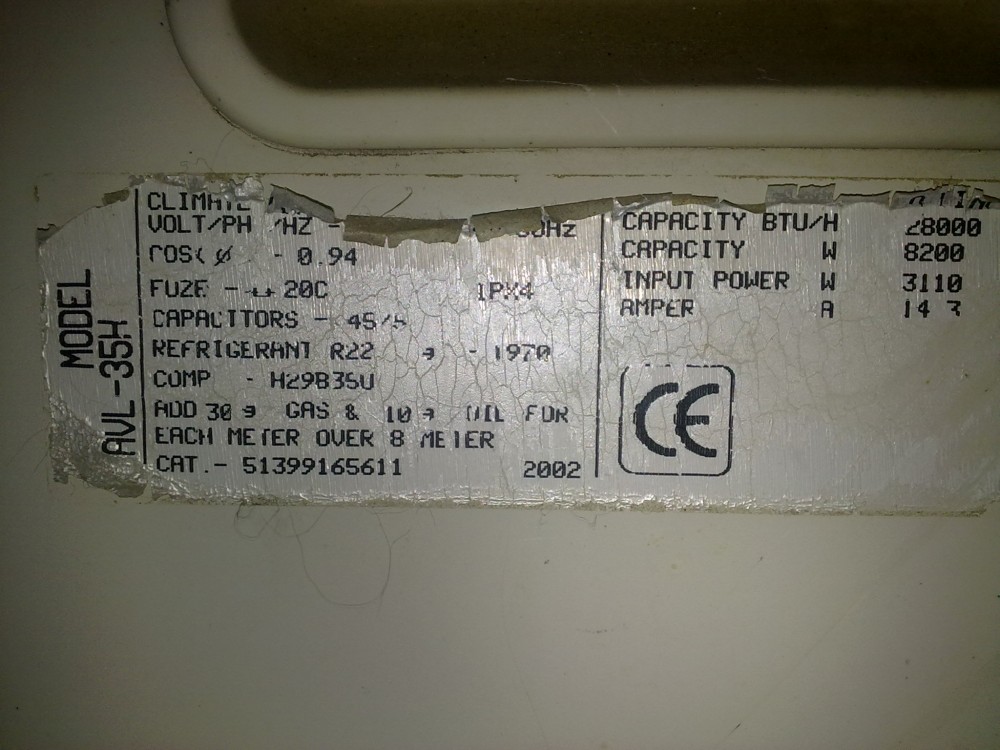 MODEL
AVL-35H
CLIMATE
VOLT/PH /HZ -
COS( Ø - 0.94
FUZE - 20C IPX4
CAPACITORS - 45/5
REFRIGERANT R22 g - 1970
COMP - H29B35U
ADD 30 g GAS & 10 g OIL FOR
EACH METER OVER 8 METER
CAT.- 51399165611 2002
CAPACITY BTU/H 28000
CAPACITY W 8200
INPUT POWER W 3110
AMPER A 14
CE